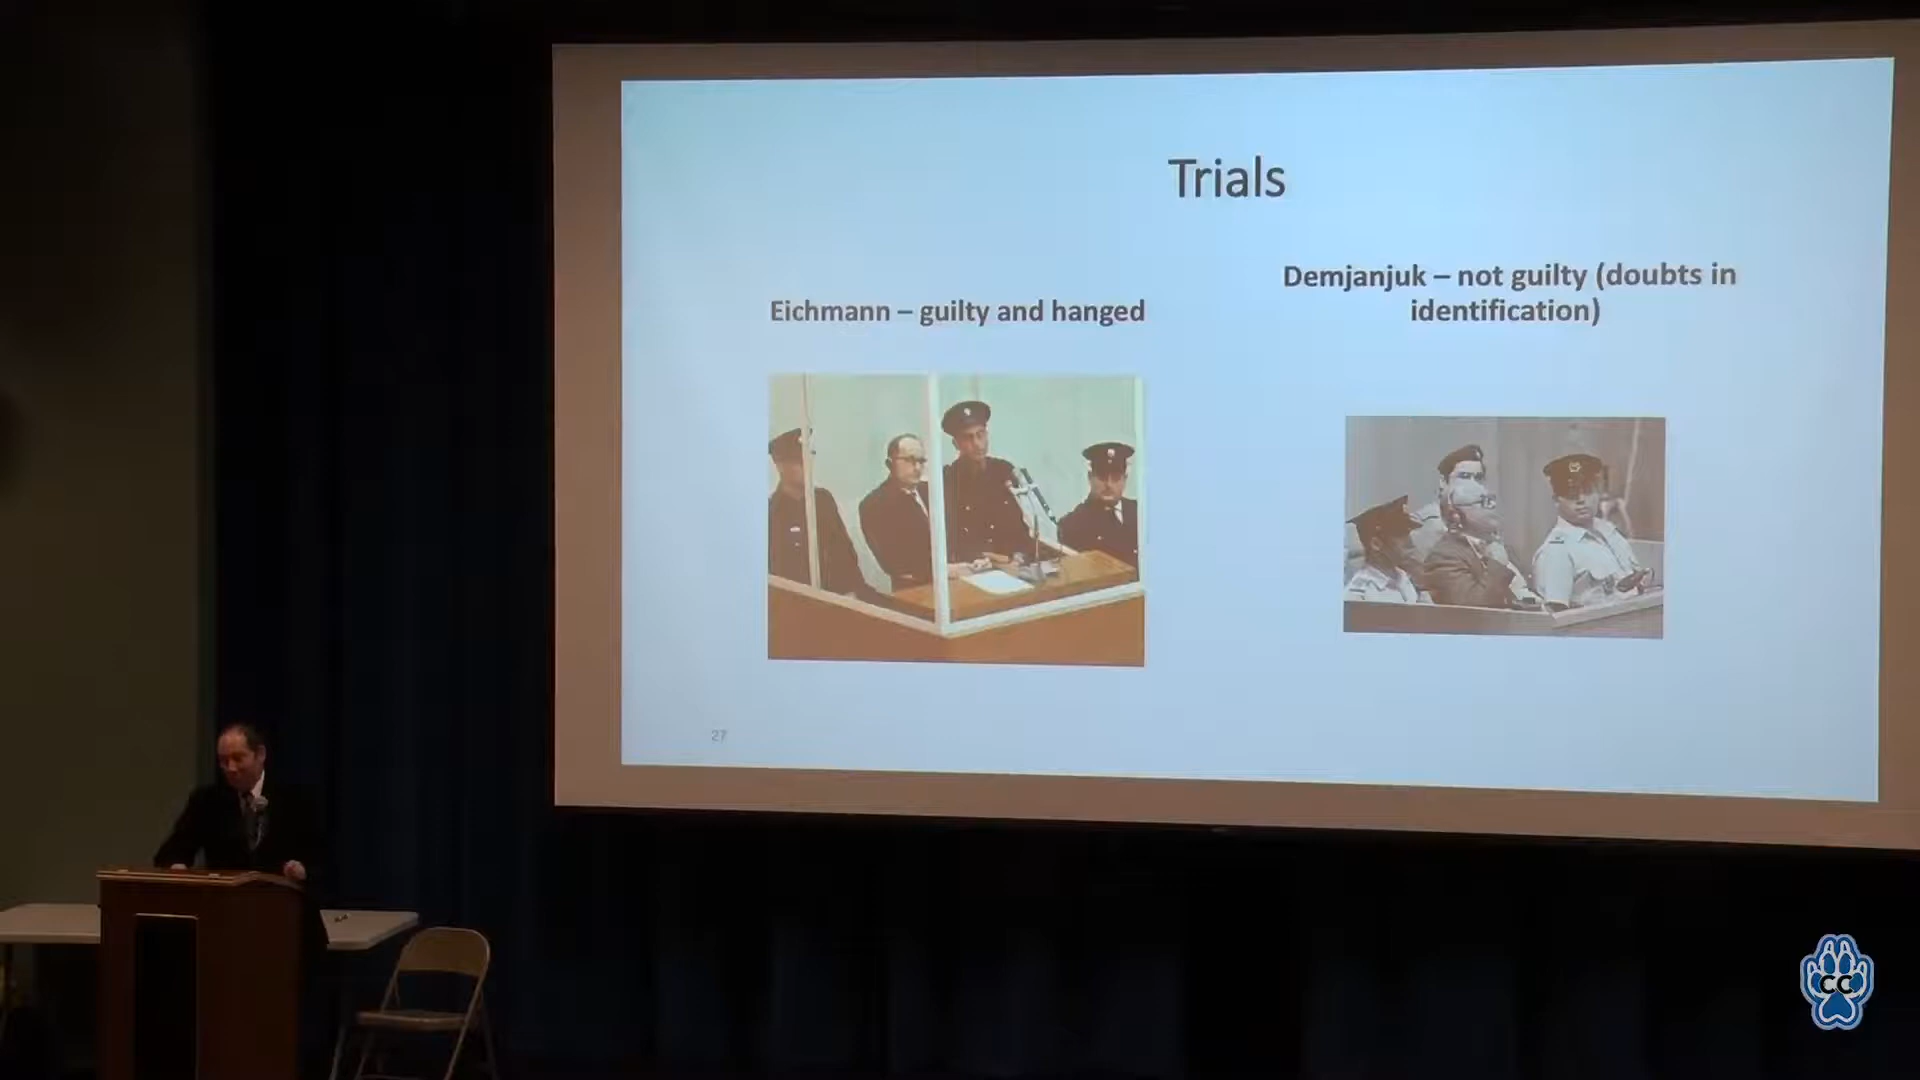 Trials
Eichmann – guilty and hanged
Demjanjuk – not guilty (doubts in
identification)
27
CC